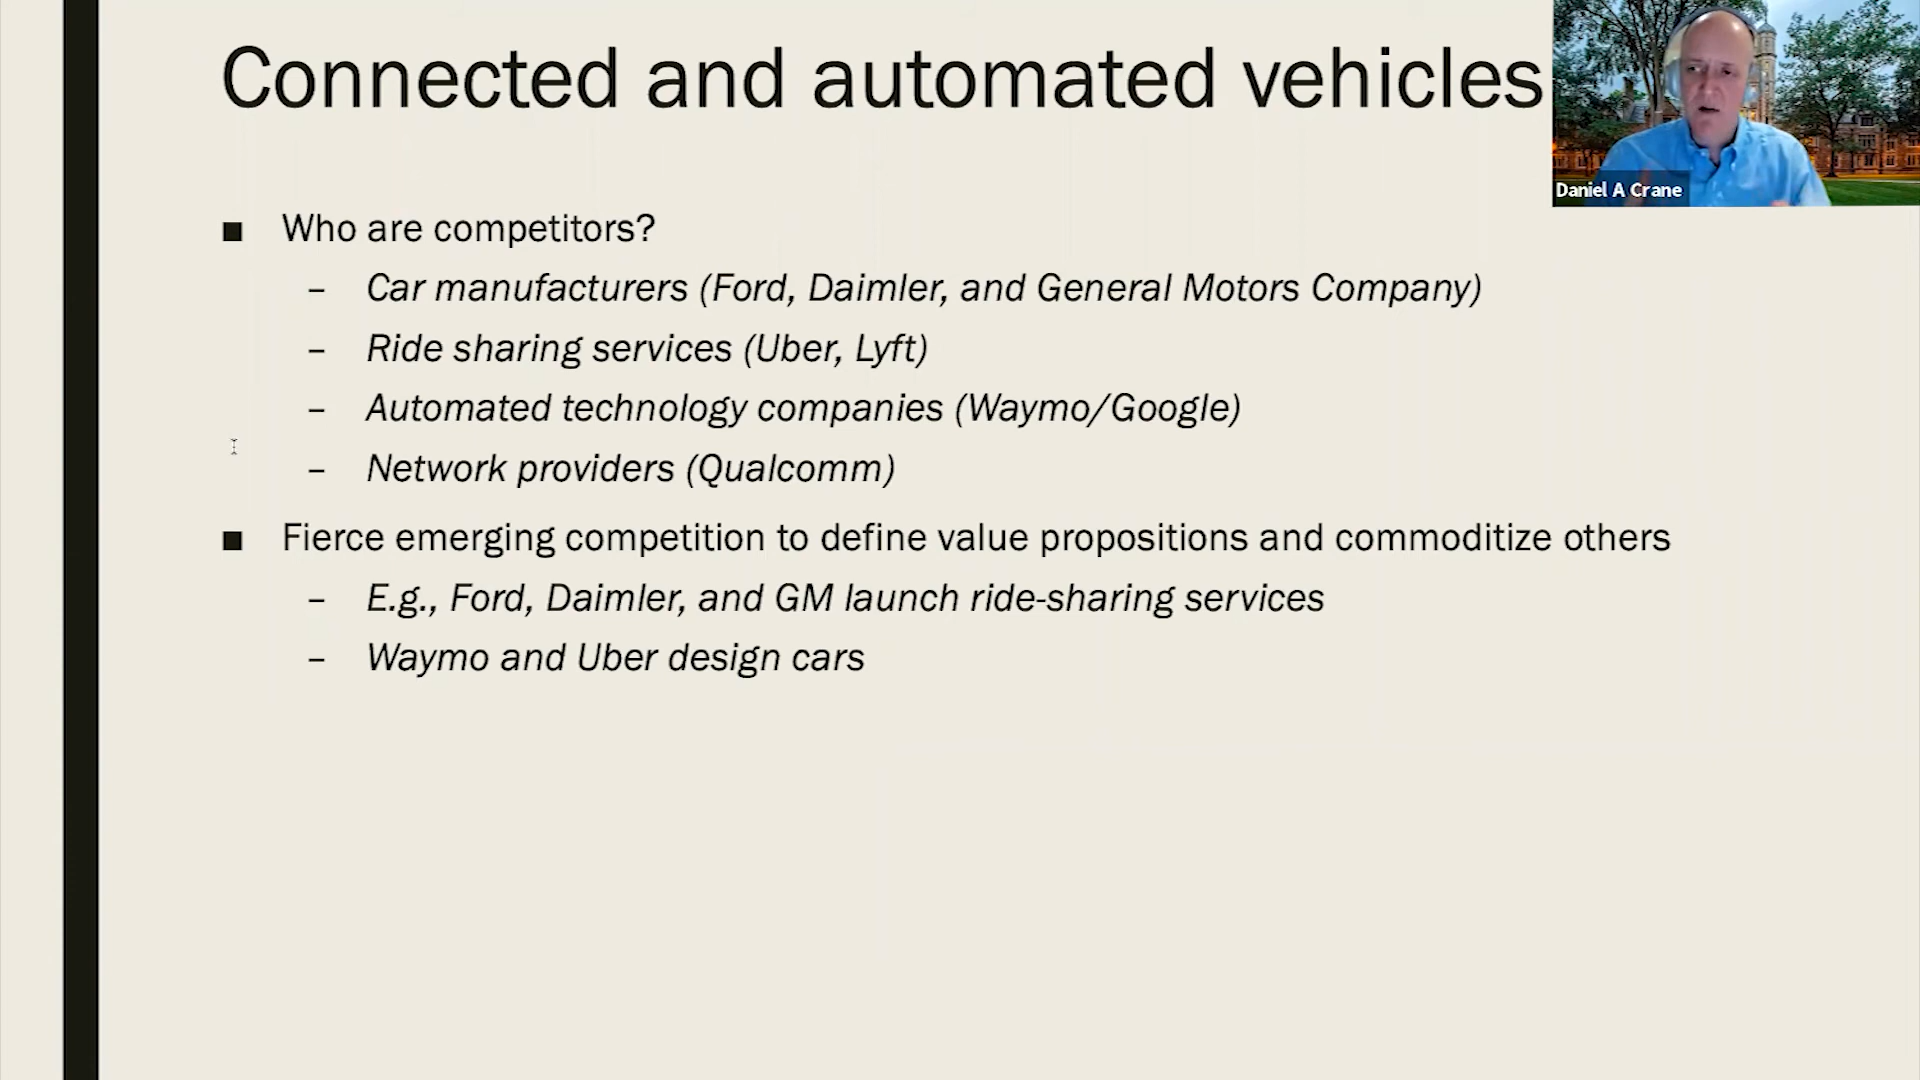 Connected and automated vehicles
Daniel A Crane
■ Who are competitors?
– Car manufacturers (Ford, Daimler, and General Motors Company)
– Ride sharing services (Uber, Lyft)
– Automated technology companies (Waymo/Google)
– Network providers (Qualcomm)
■ Fierce emerging competition to define value propositions and commoditize others
– E.g., Ford, Daimler, and GM launch ride-sharing services
– Waymo and Uber design cars